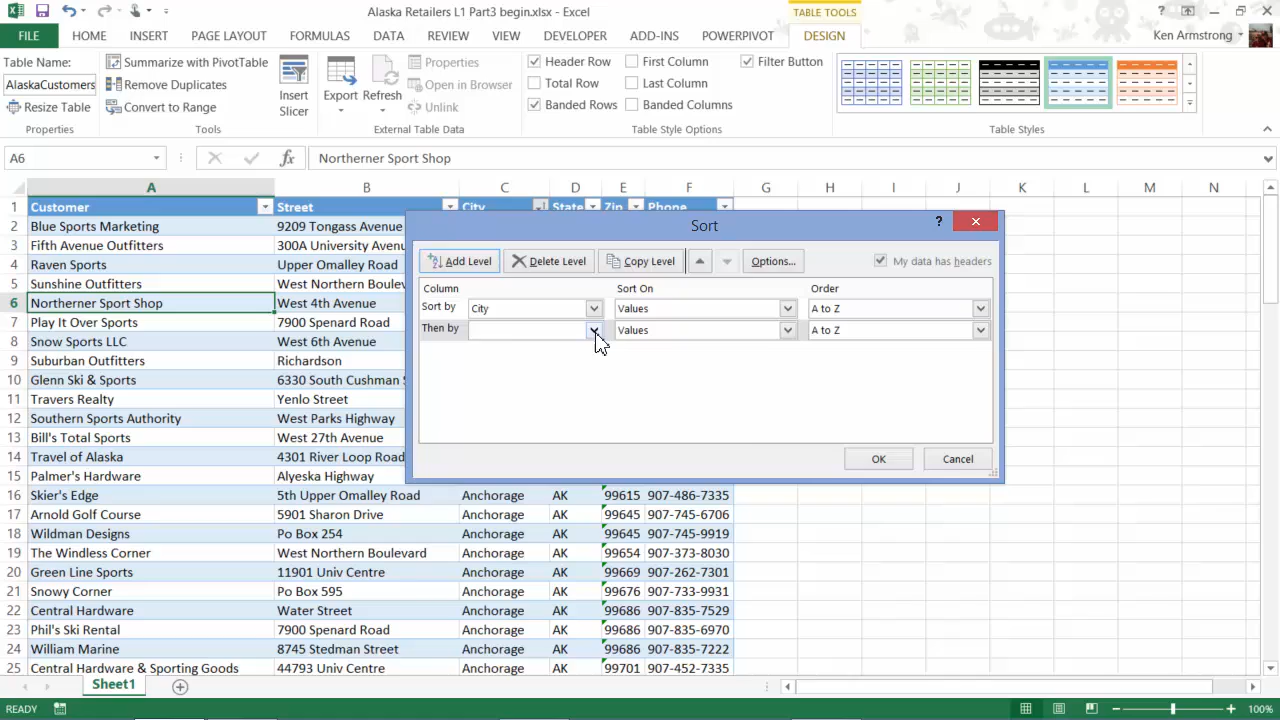 Alaska Retailers L1 Part3 begin.xlsx - Excel
TABLE TOOLS
FILE HOME INSERT PAGE LAYOUT FORMULAS DATA REVIEW VIEW DEVELOPER ADD-INS POWERPIVOT DESIGN Ken Armstrong
Table Name: Summarize with PivotTable Properties Header Row First Column Filter Button
AlaskaCustomers Remove Duplicates Insert Slicer Export Refresh Open in Browser Total Row Last Column
Resize Table Convert to Range Unlink Banded Rows Banded Columns
Properties Tools External Table Data Table Style Options Table Styles
A6 fx Northerner Sport Shop
A B C D E F G H I J K L M N
1 Customer Street City State Zip Phone
2 Blue Sports Marketing 9209 Tongass Avenue
3 Fifth Avenue Outfitters 300A University Avenu
4 Raven Sports Upper Omalley Road
5 Sunshine Outfitters West Northern Boulev
6 Northerner Sport Shop West 4th Avenue
7 Play It Over Sports 7900 Spenard Road
8 Snow Sports LLC West 6th Avenue
9 Suburban Outfitters Richardson
10 Glenn Ski & Sports 6330 South Cushman S
11 Travers Realty Yenlo Street
12 Southern Sports Authority West Parks Highway
13 Bill's Total Sports West 27th Avenue
14 Travel of Alaska 4301 River Loop Road
15 Palmer's Hardware Alyeska Highway
16 Skier's Edge 5th Upper Omalley Road Anchorage AK 99615 907-486-7335
17 Arnold Golf Course 5901 Sharon Drive Anchorage AK 99645 907-745-6706
18 Wildman Designs Po Box 254 Anchorage AK 99645 907-745-9919
19 The Windless Corner West Northern Boulevard Anchorage AK 99654 907-373-8030
20 Green Line Sports 11901 Univ Centre Anchorage AK 99669 907-262-7301
21 Snowy Corner Po Box 595 Anchorage AK 99676 907-733-9931
22 Central Hardware Water Street Anchorage AK 99686 907-835-7529
23 Phil's Ski Rental 7900 Spenard Road Anchorage AK 99686 907-835-6970
24 William Marine 8745 Stedman Street Anchorage AK 99686 907-835-7222
25 Central Hardware & Sporting Goods 44793 Univ Centre Anchorage AK 99701 907-452-7335
Sort
Add Level Delete Level Copy Level Options... My data has headers
Column Sort On Order
Sort by City Values A to Z
Then by Values A to Z
OK Cancel
Sheet1
READY 100%